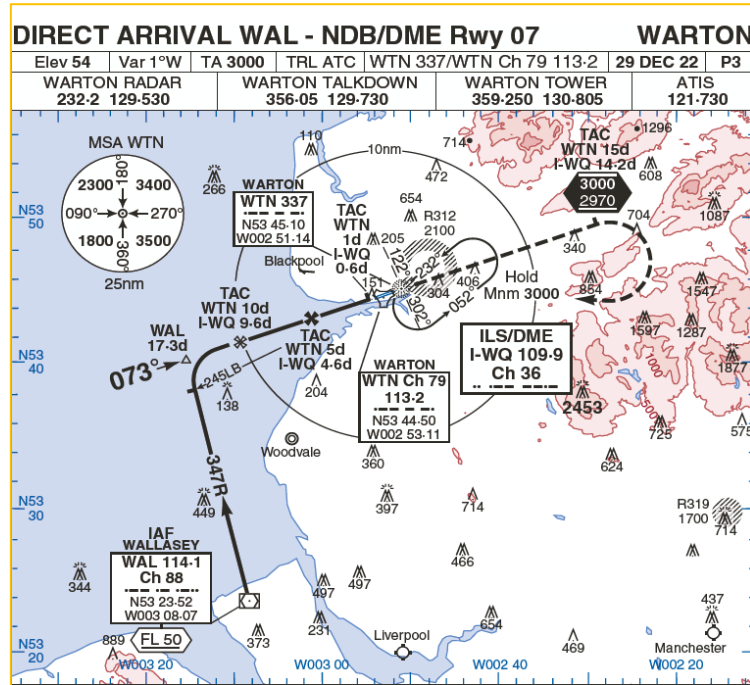 DIRECT ARRIVAL WAL - NDB/DME Rwy 07
WARTON
Elev 54
Var 1°W
TA 3000
TRL ATC
WTN 337/WTN Ch 79 113·2
29 DEC 22
P3
WARTON RADAR
232·2 129·530
WARTON TALKDOWN
356·05 129·730
WARTON TOWER
359·250 130·805
ATIS
121·730
MSA WTN
180°
2300
3400
090°
270°
1800
3500
360°
25nm
110
266
10nm
714
472
TAC
WTN 15d
I-WQ 14·2d
3000
2970
1296
608
1087
N53
50
WARTON
WTN 337
N53 45·10
W002 51·14
TAC
WTN
1d
I-WQ
0·6d
654
205
R312
2100
704
340
Blackpool
122°
232°
151
304
406
052°
302°
Hold
Mnm 3000
864
1547
1597
1287
1000
TAC
WTN 10d
I-WQ 9·6d
WAL
17·3d
073°
N53
40
245LB
TAC
WTN 5d
I-WQ 4·6d
138
204
ILS/DME
I-WQ 109·9
Ch 36
1877
2453
500
WARTON
WTN Ch 79
113·2
N53 44·50
W002 53·11
725
575
Woodvale
360
624
347R
449
397
714
R319
1700
714
N53
30
IAF
WALLASEY
WAL 114·1
Ch 88
N53 23·52
W003 08·07
FL 50
344
497
497
466
231
373
889
654
437
Liverpool
469
Manchester
N53
20
W003 20
W003 00
W002 40
W002 20